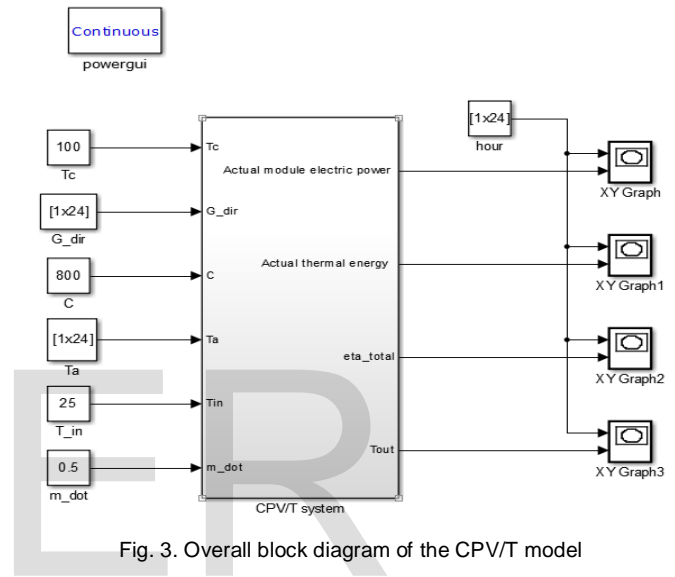 Continuous
powergui
[1x24]
hour
100
Tc
[1x24]
G_dir
800
C
[1x24]
Ta
25
T_in
0.5
m_dot
Tc
G_dir
C
Ta
Tin
m_dot
Actual module electric power
Actual thermal energy
eta_total
Tout
CPV/T system
XY Graph
XY Graph1
XY Graph2
XY Graph3
ER
Fig. 3. Overall block diagram of the CPV/T model